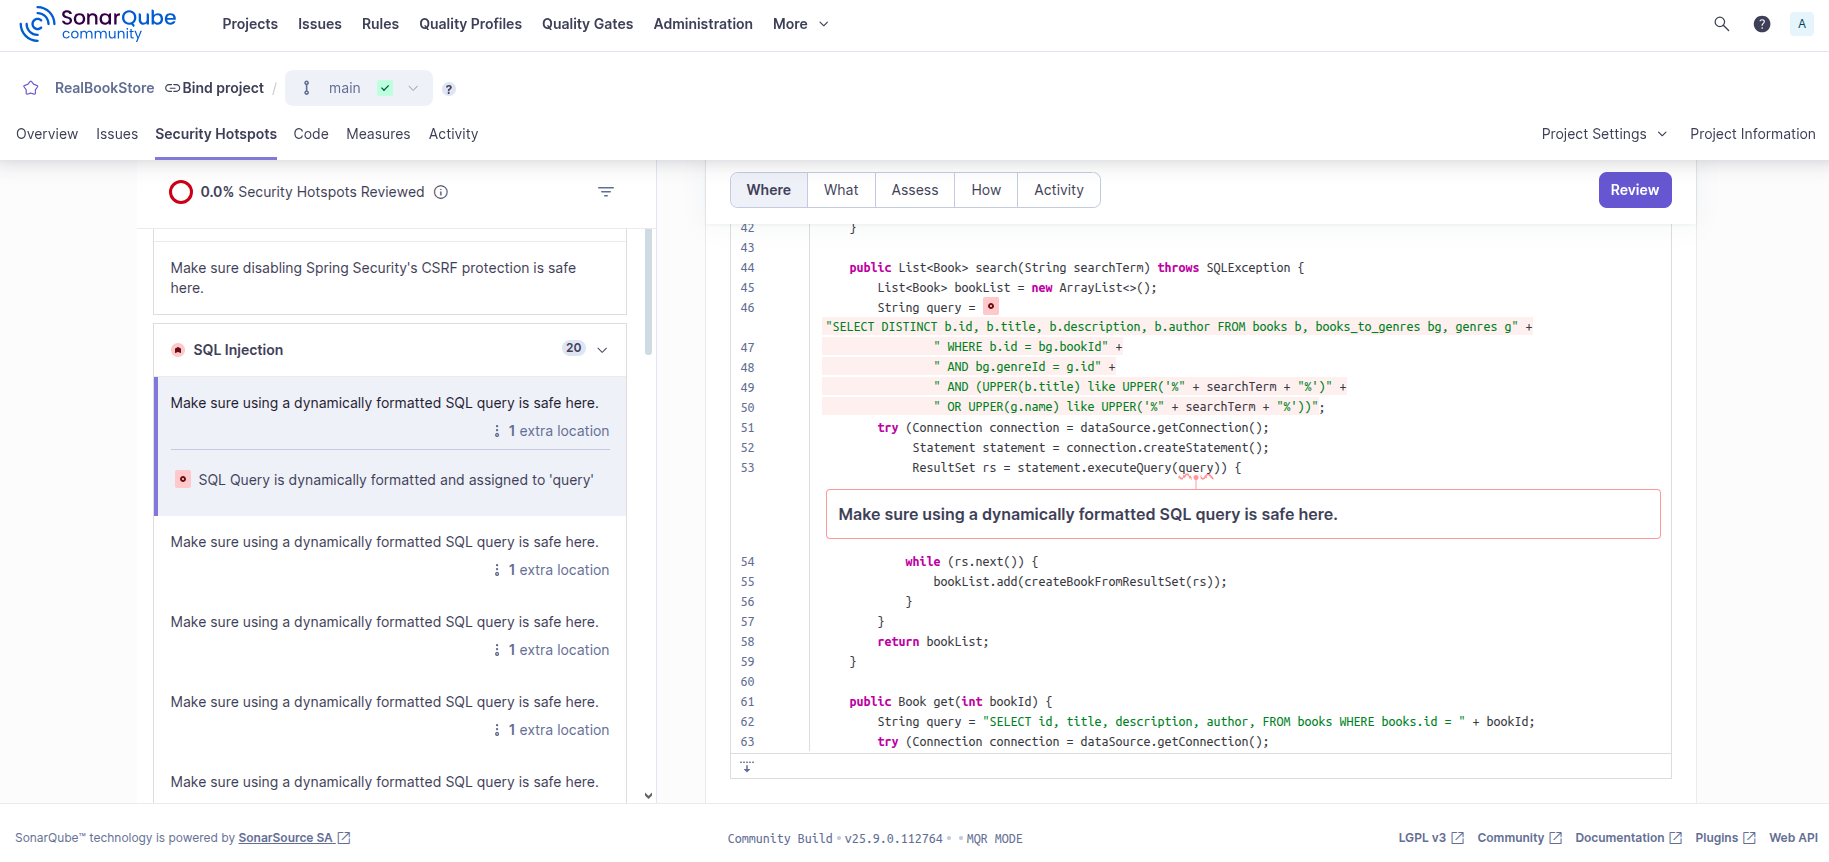 SonarQube
community
Projects Issues Rules Quality Profiles Quality Gates Administration More
? A
RealBookStore Bind project / main ?
Overview Issues Security Hotspots Code Measures Activity Project Settings Project Information
0.0% Security Hotspots Reviewed
Make sure disabling Spring Security's CSRF protection is safe
here.
SQL Injection 20
Make sure using a dynamically formatted SQL query is safe here.
1 extra location
SQL Query is dynamically formatted and assigned to 'query'
Make sure using a dynamically formatted SQL query is safe here.
1 extra location
Make sure using a dynamically formatted SQL query is safe here.
1 extra location
Make sure using a dynamically formatted SQL query is safe here.
1 extra location
Make sure using a dynamically formatted SQL query is safe here.
Where What Assess How Activity Review
42 }
43
44 public List<Book> search(String searchTerm) throws SQLException {
45 List<Book> bookList = new ArrayList<>();
46 String query =
"SELECT DISTINCT b.id, b.title, b.description, b.author FROM books b, books_to_genres bg, genres g" +
47 " WHERE b.id = bg.bookId" +
48 " AND bg.genreId = g.id" +
49 " AND (UPPER(b.title) like UPPER('%" + searchTerm + "%')" +
50 " OR UPPER(g.name) like UPPER('%" + searchTerm + "%'))";
51 try (Connection connection = dataSource.getConnection();
52 Statement statement = connection.createStatement();
53 ResultSet rs = statement.executeQuery(query)) {
Make sure using a dynamically formatted SQL query is safe here.
54 while (rs.next()) {
55 bookList.add(createBookFromResultSet(rs));
56 }
57 }
58 return bookList;
59 }
60
61 public Book get(int bookId) {
62 String query = "SELECT id, title, description, author, FROM books WHERE books.id = " + bookId;
63 try (Connection connection = dataSource.getConnection();
SonarQube™ technology is powered by SonarSource SA Community Build • v25.9.0.112764 • • MQR MODE LGPL v3 Community Documentation Plugins Web API